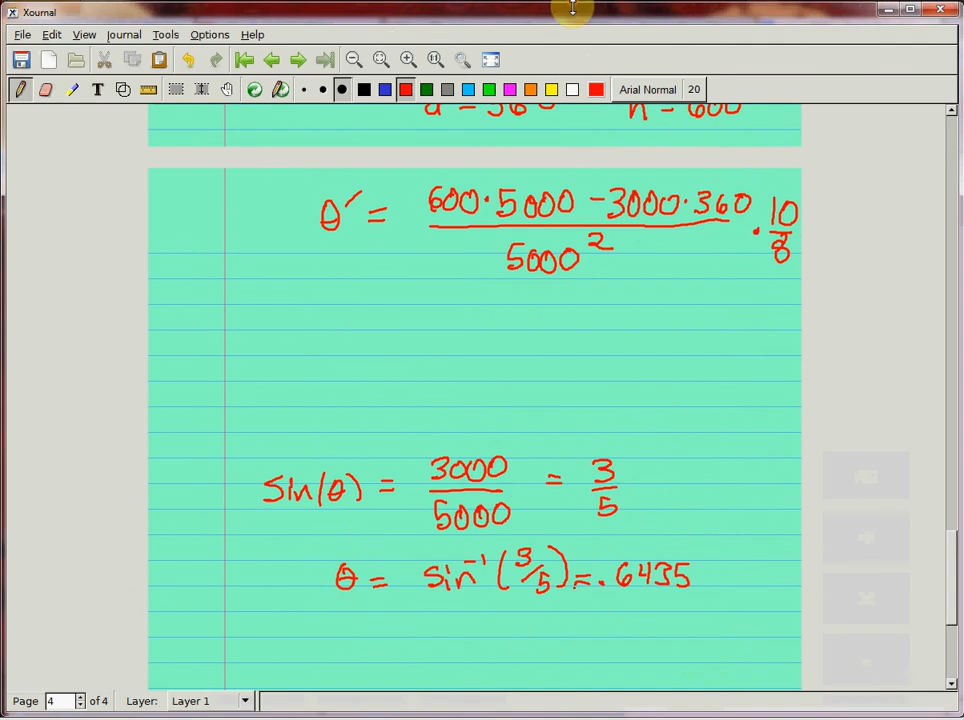 Xournal
File Edit View Journal Tools Options Help
T Arial Normal 20
θ′ = 600·5000 − 3000·360 / 5000² · 10/8
sin(θ) = 3000/5000 = 3/5
θ = sin⁻¹(3/5) = .6435
Page 4 of 4 Layer: Layer 1